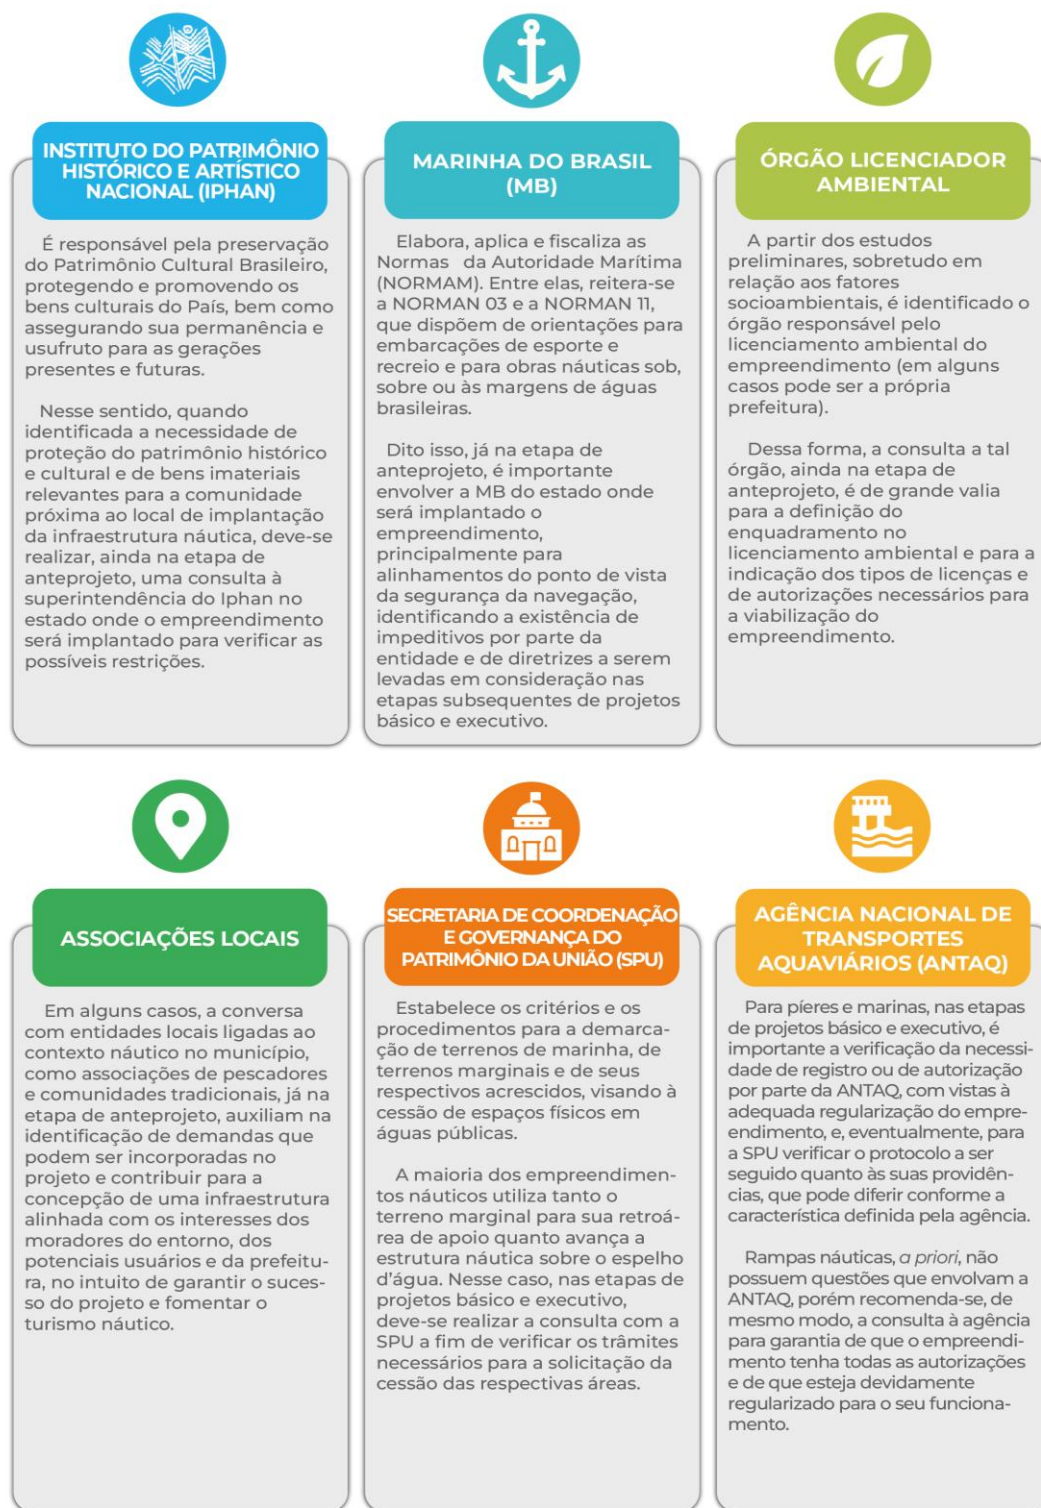 INSTITUTO DO PATRIMÔNIO
HISTÓRICO E ARTÍSTICO
NACIONAL (IPHAN)
É responsável pela preservação
do Patrimônio Cultural Brasileiro,
protegendo e promovendo os
bens culturais do País, bem como
assegurando sua permanência e
usufruto para as gerações
presentes e futuras.
Nesse sentido, quando
identificada a necessidade de
proteção do patrimônio histórico
e cultural e de bens imateriais
relevantes para a comunidade
próxima ao local de implantação
da infraestrutura náutica, deve-se
realizar, ainda na etapa de
anteprojeto, uma consulta à
superintendência do Iphan no
estado onde o empreendimento
será implantado para verificar as
possíveis restrições.
MARINHA DO BRASIL
(MB)
Elabora, aplica e fiscaliza as
Normas da Autoridade Marítima
(NORMAM). Entre elas, reitera-se
a NORMAN 03 e a NORMAN 11,
que dispõem de orientações para
embarcações de esporte e
recreio e para obras náuticas sob,
sobre ou às margens de águas
brasileiras.
Dito isso, já na etapa de
anteprojeto, é importante
envolver a MB do estado onde
será implantado o
empreendimento,
principalmente para
alinhamentos do ponto de vista
da segurança da navegação,
identificando a existência de
impeditivos por parte da
entidade e de diretrizes a serem
levadas em consideração nas
etapas subsequentes de projetos
básico e executivo.
ÓRGÃO LICENCIADOR
AMBIENTAL
A partir dos estudos
preliminares, sobretudo em
relação aos fatores
socioambientais, é identificado o
órgão responsável pelo
licenciamento ambiental do
empreendimento (em alguns
casos pode ser a própria
prefeitura).
Dessa forma, a consulta a tal
órgão, ainda na etapa de
anteprojeto, é de grande valia
para a definição do
enquadramento no
licenciamento ambiental e para a
indicação dos tipos de licenças e
de autorizações necessários para
a viabilização do
empreendimento.
ASSOCIAÇÕES LOCAIS
Em alguns casos, a conversa
com entidades locais ligadas ao
contexto náutico no município,
como associações de pescadores
e comunidades tradicionais, já na
etapa de anteprojeto, auxiliam na
identificação de demandas que
podem ser incorporadas no
projeto e contribuir para a
concepção de uma infraestrutura
alinhada com os interesses dos
moradores do entorno, dos
potenciais usuários e da prefeitu-
ra, no intuito de garantir o suces-
so do projeto e fomentar o
turismo náutico.
SECRETARIA DE COORDENAÇÃO
E GOVERNANÇA DO
PATRIMÔNIO DA UNIÃO (SPU)
Estabelece os critérios e os
procedimentos para a demarca-
ção de terrenos de marinha, de
terrenos marginais e de seus
respectivos acrescidos, visando à
cessão de espaços físicos em
águas públicas.
A maioria dos empreendimen-
tos náuticos utiliza tanto o
terreno marginal para sua retroá-
rea de apoio quanto avança a
estrutura náutica sobre o espelho
d'água. Nesse caso, nas etapas de
projetos básico e executivo,
deve-se realizar a consulta com a
SPU a fim de verificar os trâmites
necessários para a solicitação da
cessão das respectivas áreas.
AGÊNCIA NACIONAL DE
TRANSPORTES
AQUAVIÁRIOS (ANTAQ)
Para píeres e marinas, nas etapas
de projetos básico e executivo, é
importante a verificação da necessi-
dade de registro ou de autorização
por parte da ANTAQ, com vistas à
adequada regularização do empre-
endimento, e, eventualmente, para
a SPU verificar o protocolo a ser
seguido quanto às suas providên-
cias, que pode diferir conforme a
característica definida pela agência.
Rampas náuticas, a priori, não
possuem questões que envolvam a
ANTAQ, porém recomenda-se, de
mesmo modo, a consulta à agência
para garantia de que o empreendi-
mento tenha todas as autorizações
e de que esteja devidamente
regularizado para o seu funciona-
mento.